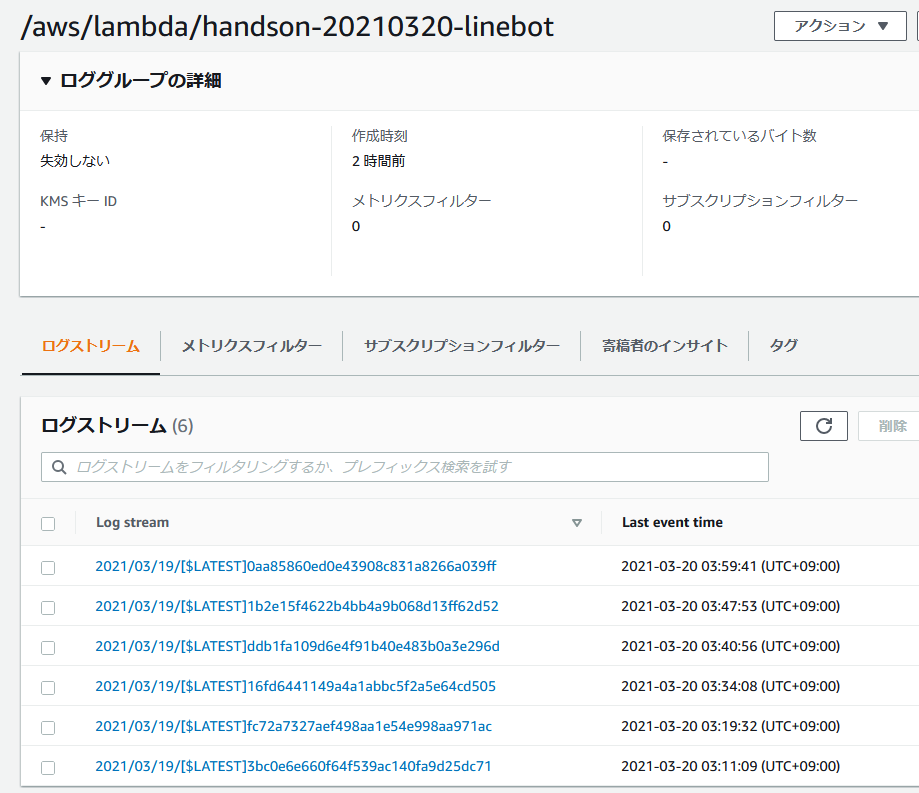 /aws/lambda/handson-20210320-linebot
アクション ▼
▼ ロググループの詳細
保持 作成時刻 保存されているバイト数
失効しない 2 時間前 -
KMS キー ID メトリクスフィルター サブスクリプションフィルター
- 0 0
ログストリーム メトリクスフィルター サブスクリプションフィルター 寄稿者のインサイト タグ
ログストリーム (6) 削除
ログストリームをフィルタリングするか、プレフィックス検索を試す
Log stream Last event time
2021/03/19/[$LATEST]0aa85860ed0e43908c831a8266a039ff 2021-03-20 03:59:41 (UTC+09:00)
2021/03/19/[$LATEST]1b2e15f4622b4bb4a9b068d13ff62d52 2021-03-20 03:47:53 (UTC+09:00)
2021/03/19/[$LATEST]ddb1fa109d6e4f91b40e483b0a3e296d 2021-03-20 03:40:56 (UTC+09:00)
2021/03/19/[$LATEST]16fd6441149a4a1abbc5f2a5e64cd505 2021-03-20 03:34:08 (UTC+09:00)
2021/03/19/[$LATEST]fc72a7327aef498aa1e54e998aa971ac 2021-03-20 03:19:32 (UTC+09:00)
2021/03/19/[$LATEST]3bc0e6e660f64f539ac140fa9d25dc71 2021-03-20 03:11:09 (UTC+09:00)